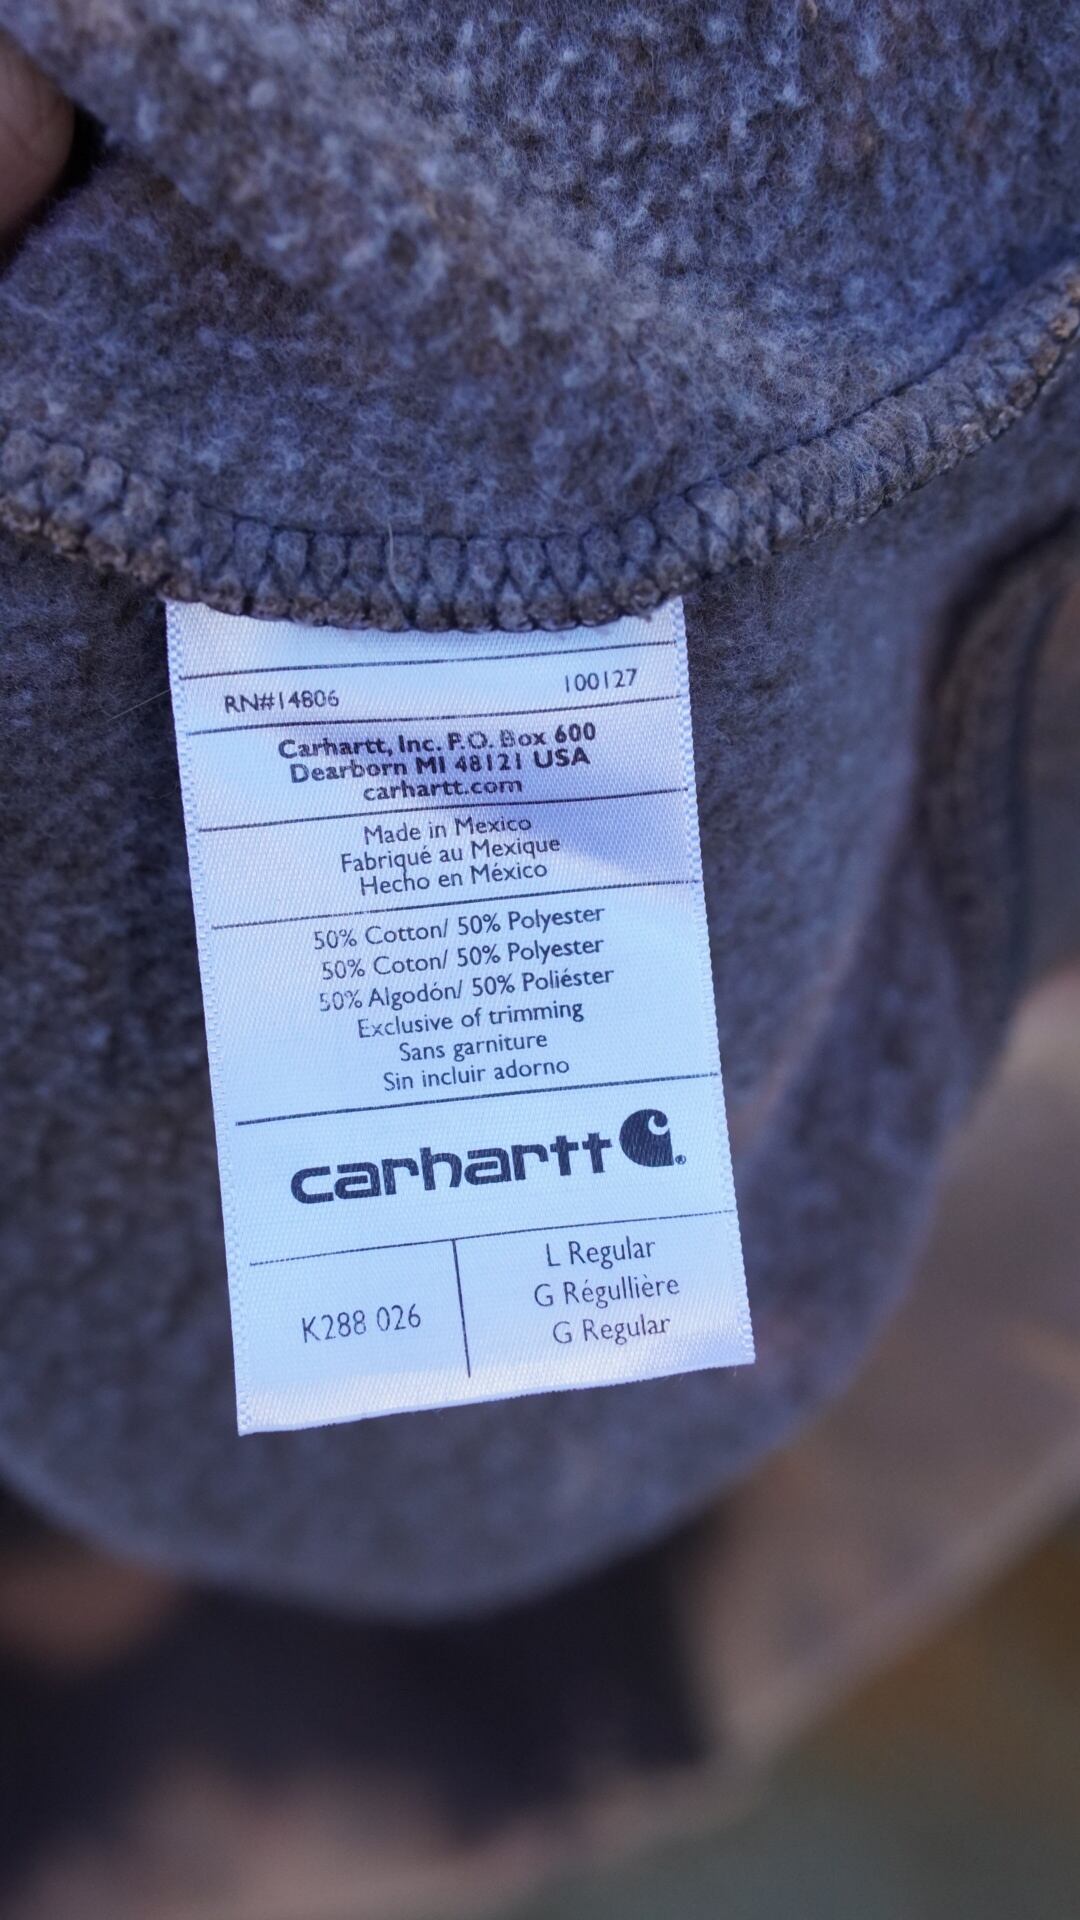 RN#14806 100127
Carhartt, Inc. P.O. Box 600
Dearborn MI 48121 USA
carhartt.com
Made in Mexico
Fabriqué au Mexique
Hecho en México
50% Cotton/ 50% Polyester
50% Coton/ 50% Polyester
50% Algodón/ 50% Poliéster
Exclusive of trimming
Sans garniture
Sin incluir adorno
carhartt®
K288 026
L Regular
G Régullière
G Regular